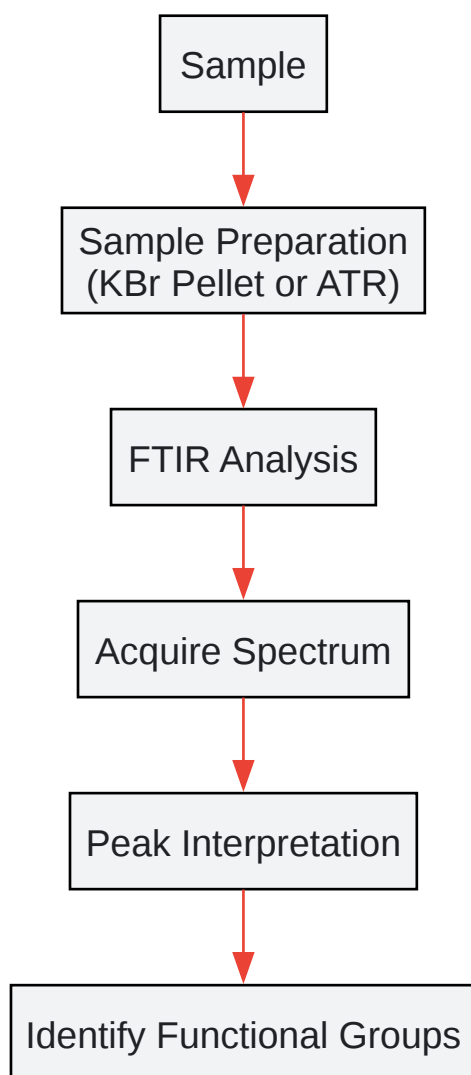 Sample
Sample Preparation
(KBr Pellet or ATR)
FTIR Analysis
Acquire Spectrum
Peak Interpretation
Identify Functional Groups